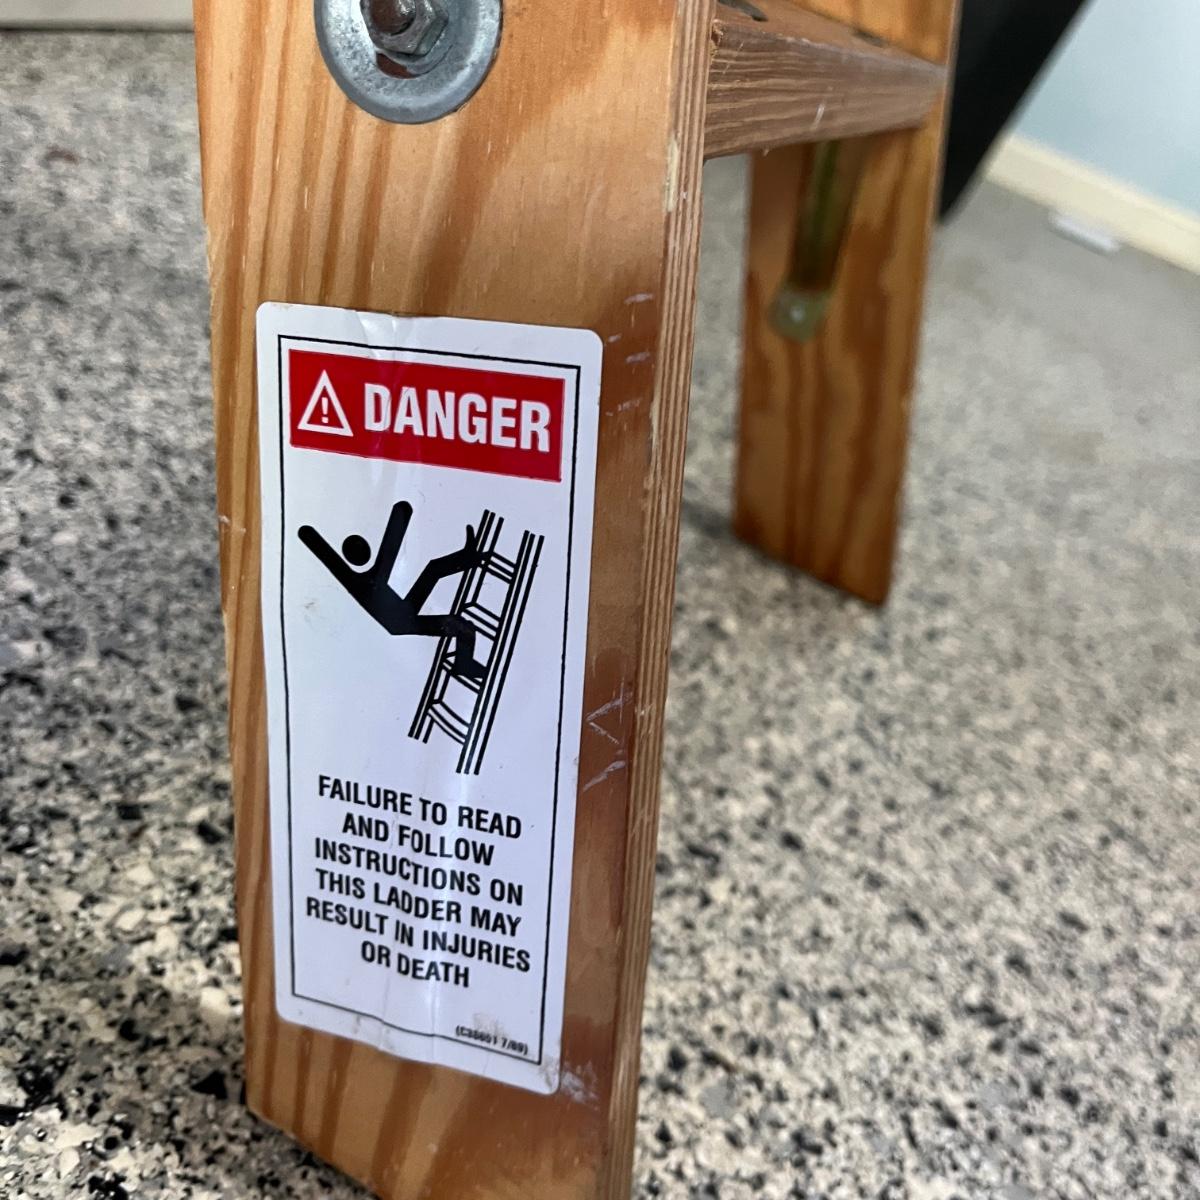 DANGER
FAILURE TO READ
AND FOLLOW
INSTRUCTIONS ON
THIS LADDER MAY
RESULT IN INJURIES
OR DEATH